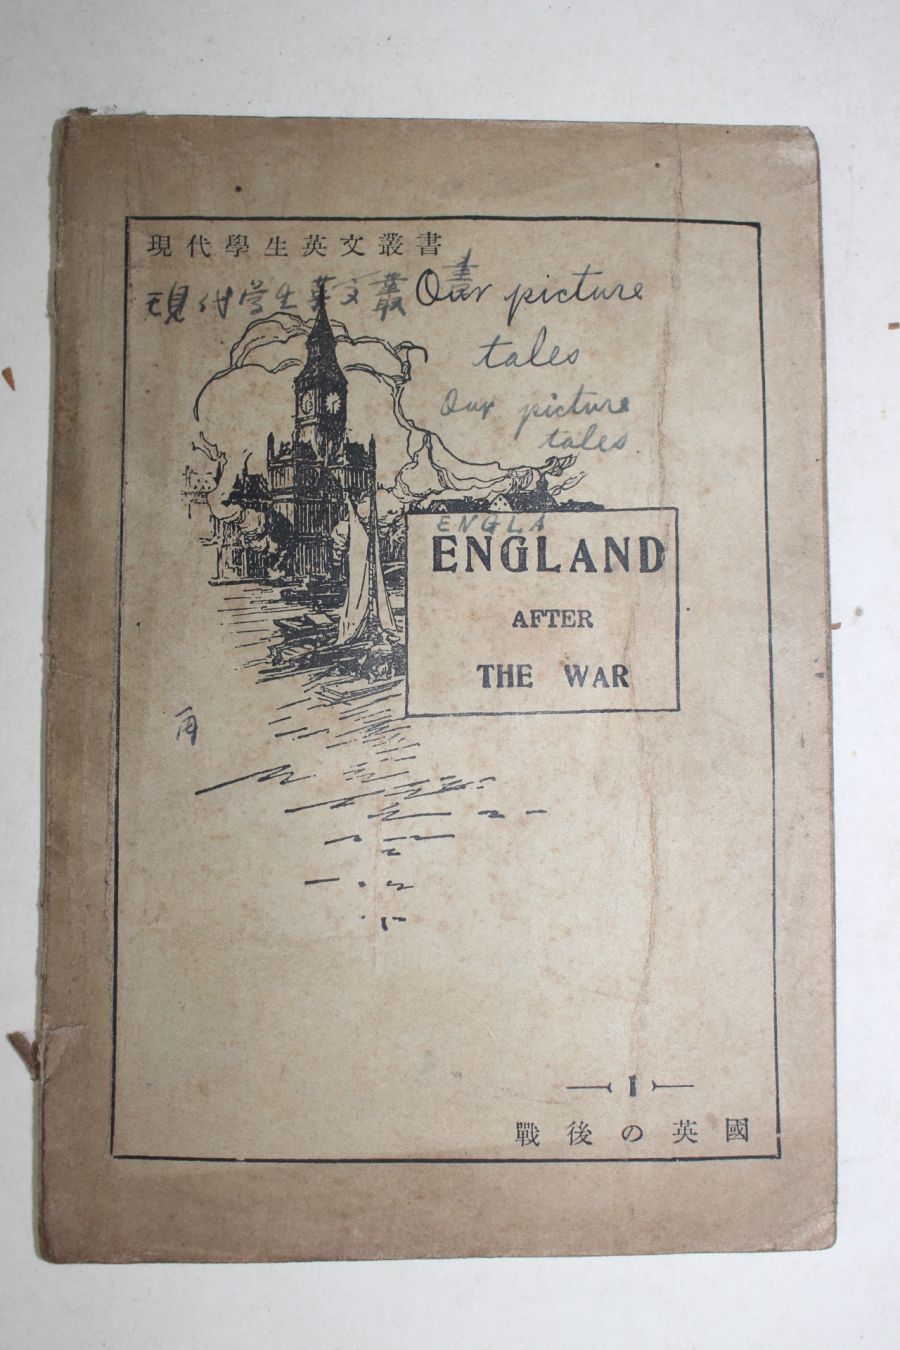 現代學生英文叢書
現代学生英文叢書
Our picture
tales
Our picture
tales
ENGLA
ENGLAND
AFTER
THE WAR
1
戰後の英國